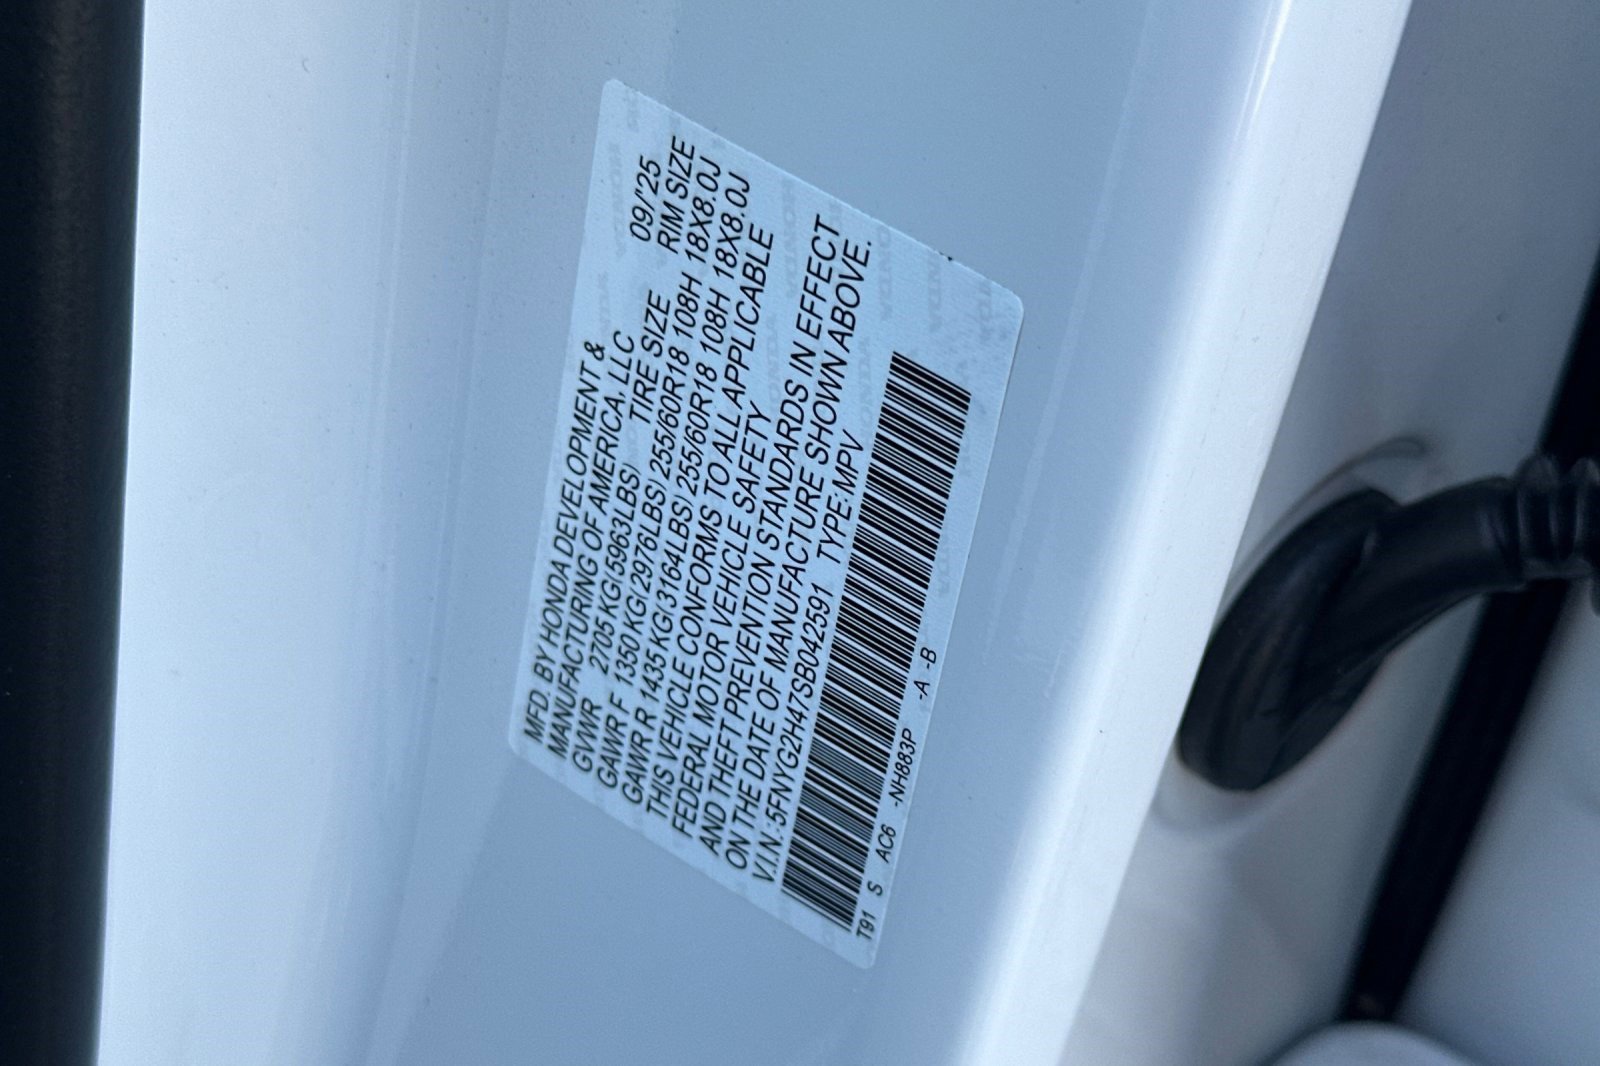 MFD. BY HONDA DEVELOPMENT &
MANUFACTURING OF AMERICA, LLC 09/'25
GVWR 2705 KG(5963LBS) TIRE SIZE RIM SIZE
GAWR F 1350 KG(2976LBS) 255/60R18 108H 18X8.0J
GAWR R 1435 KG(3164LBS) 255/60R18 108H 18X8.0J
THIS VEHICLE CONFORMS TO ALL APPLICABLE
FEDERAL MOTOR VEHICLE SAFETY
AND THEFT PREVENTION STANDARDS IN EFFECT
ON THE DATE OF MANUFACTURE SHOWN ABOVE.
V.I.N.:5FNYG2H47SB042591 TYPE:MPV
T91 S AC6 -NH883P -A -B